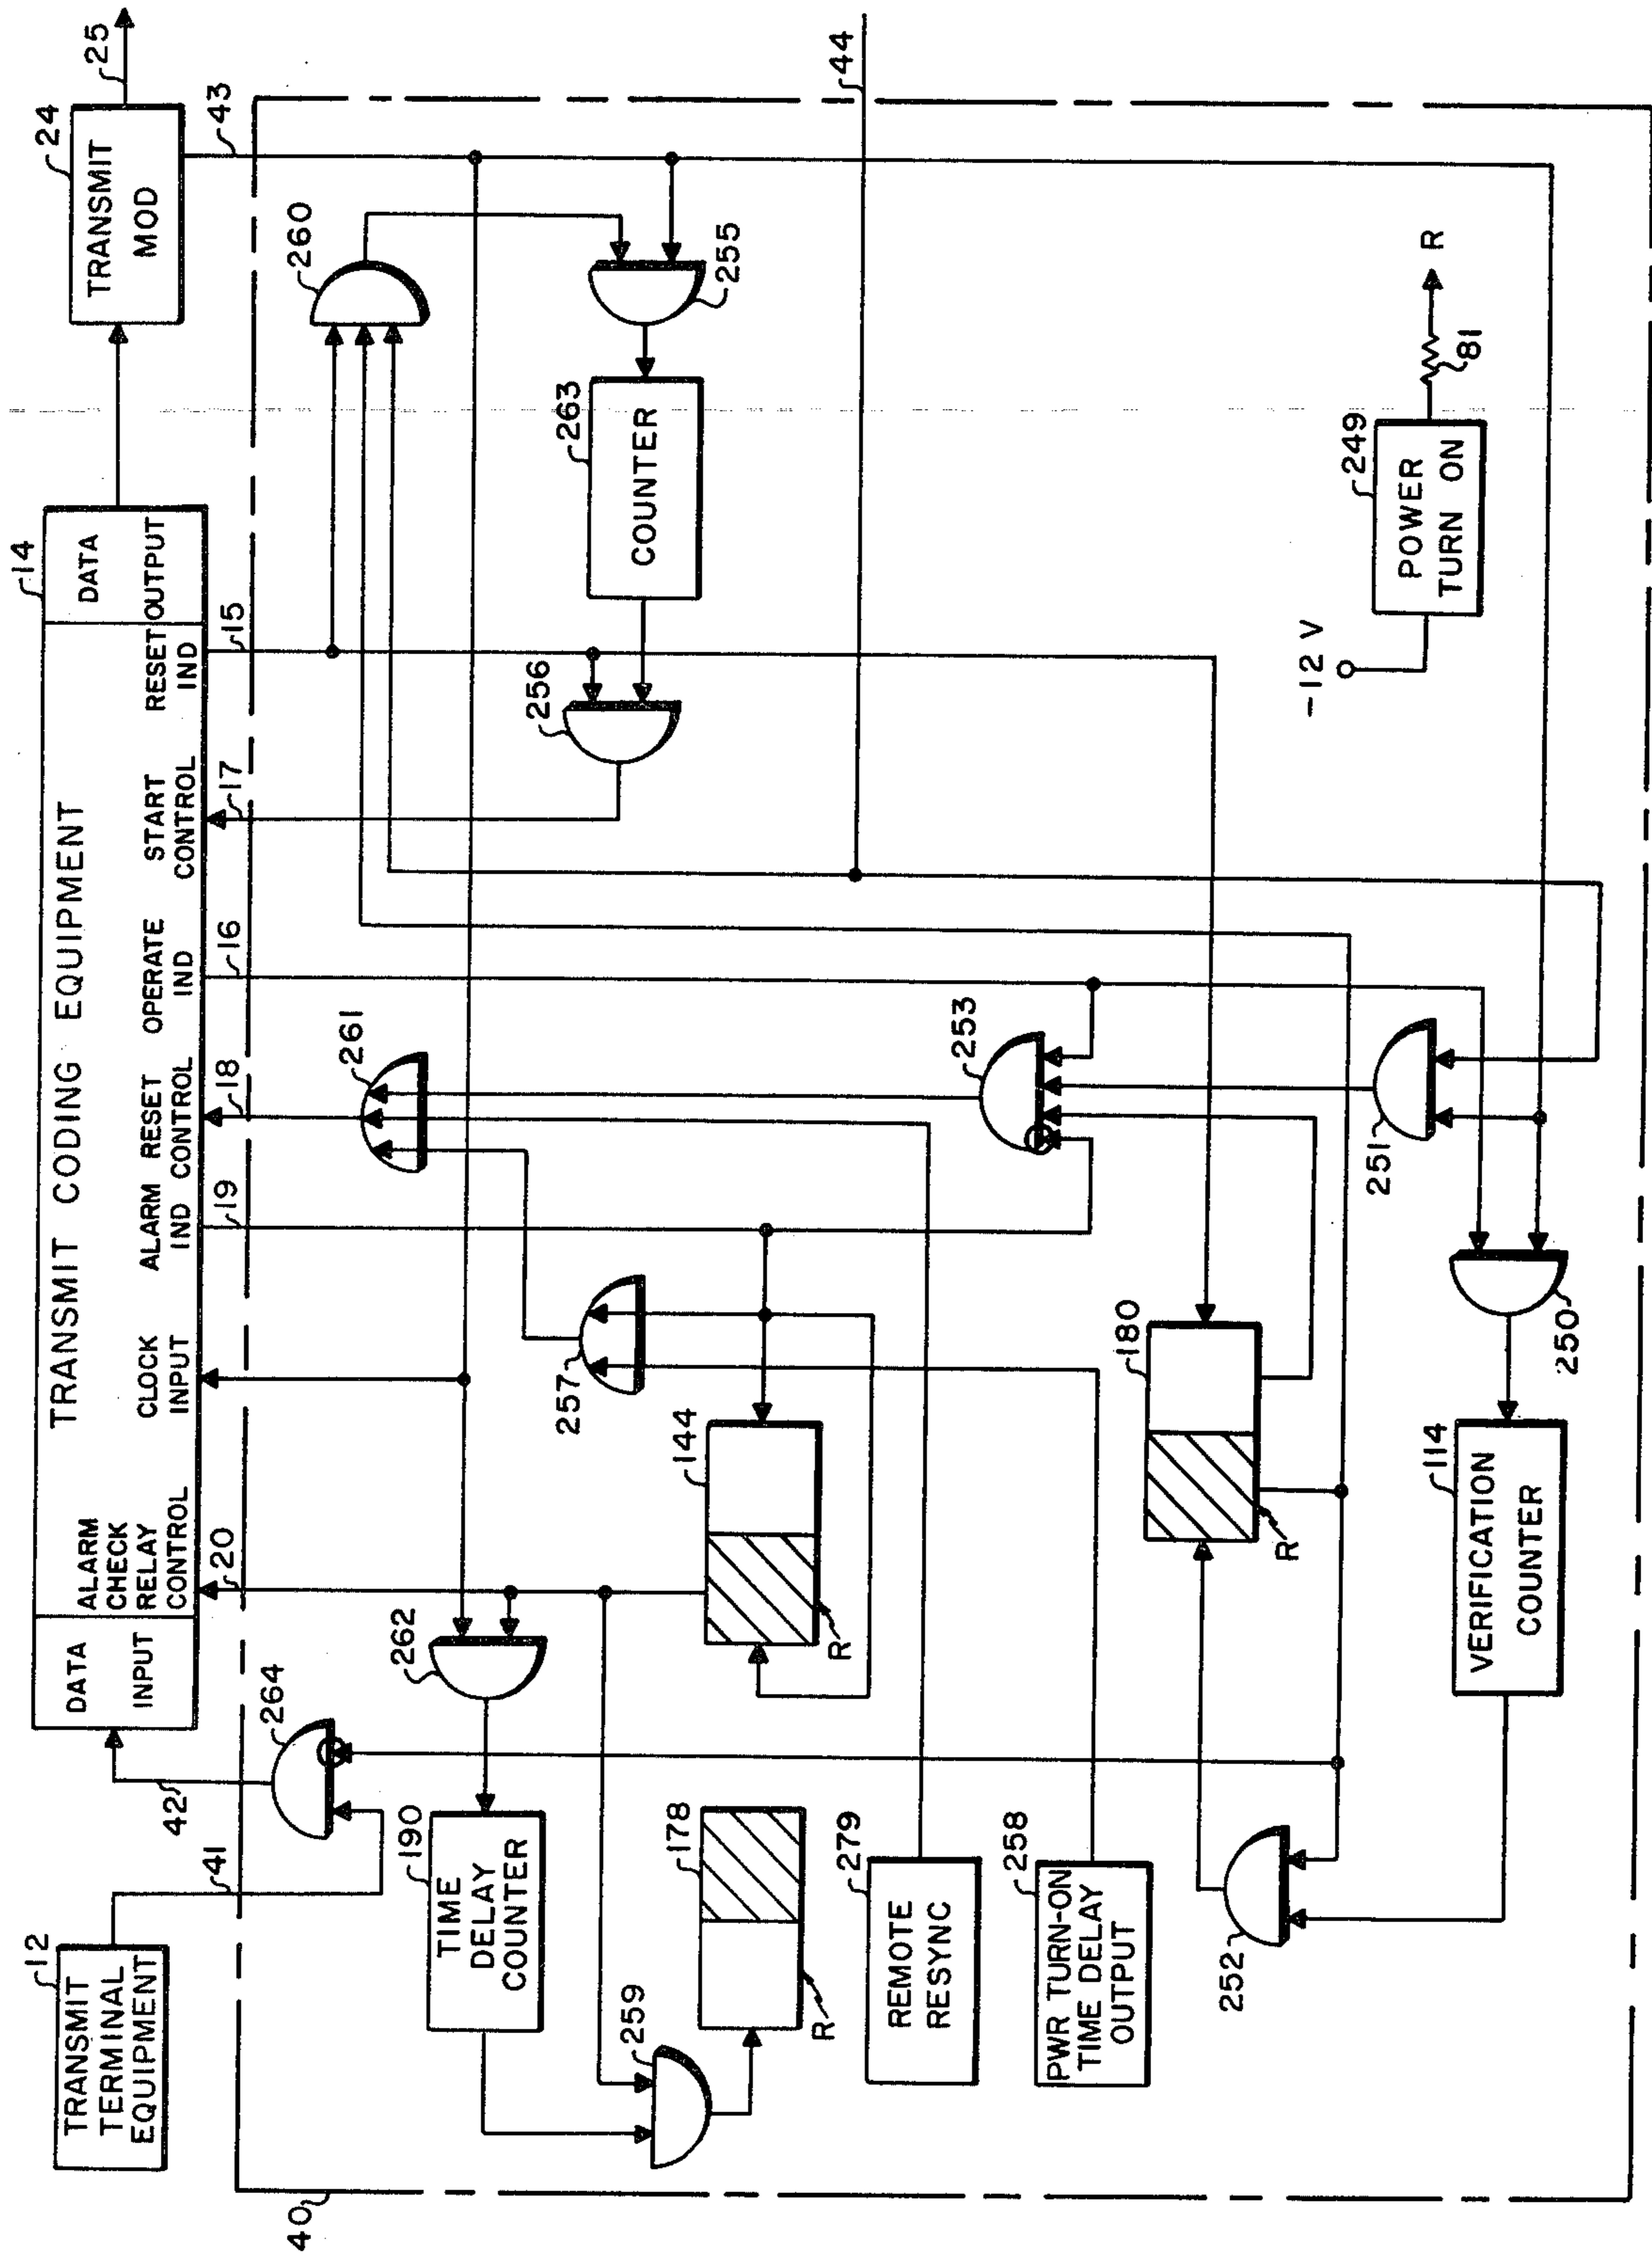 12
TRANSMIT
TERMINAL
EQUIPMENT
41
42
264
14
TRANSMIT CODING EQUIPMENT
DATA
INPUT
ALARM
CHECK
RELAY
CONTROL
CLOCK
INPUT
ALARM
IND
RESET
CONTROL
OPERATE
IND
START
CONTROL
RESET
IND
DATA
OUTPUT
24
TRANSMIT
MOD
25
20
19
18
16
17
15
43
40
190
TIME
DELAY
COUNTER
262
261
260
259
178
R
144
R
257
256
263
COUNTER
255
44
279
REMOTE
RESYNC
258
PWR TURN-ON
TIME DELAY
OUTPUT
253
180
R
252
251
114
VERIFICATION
COUNTER
250
-12 V
249
POWER
TURN ON
81
R